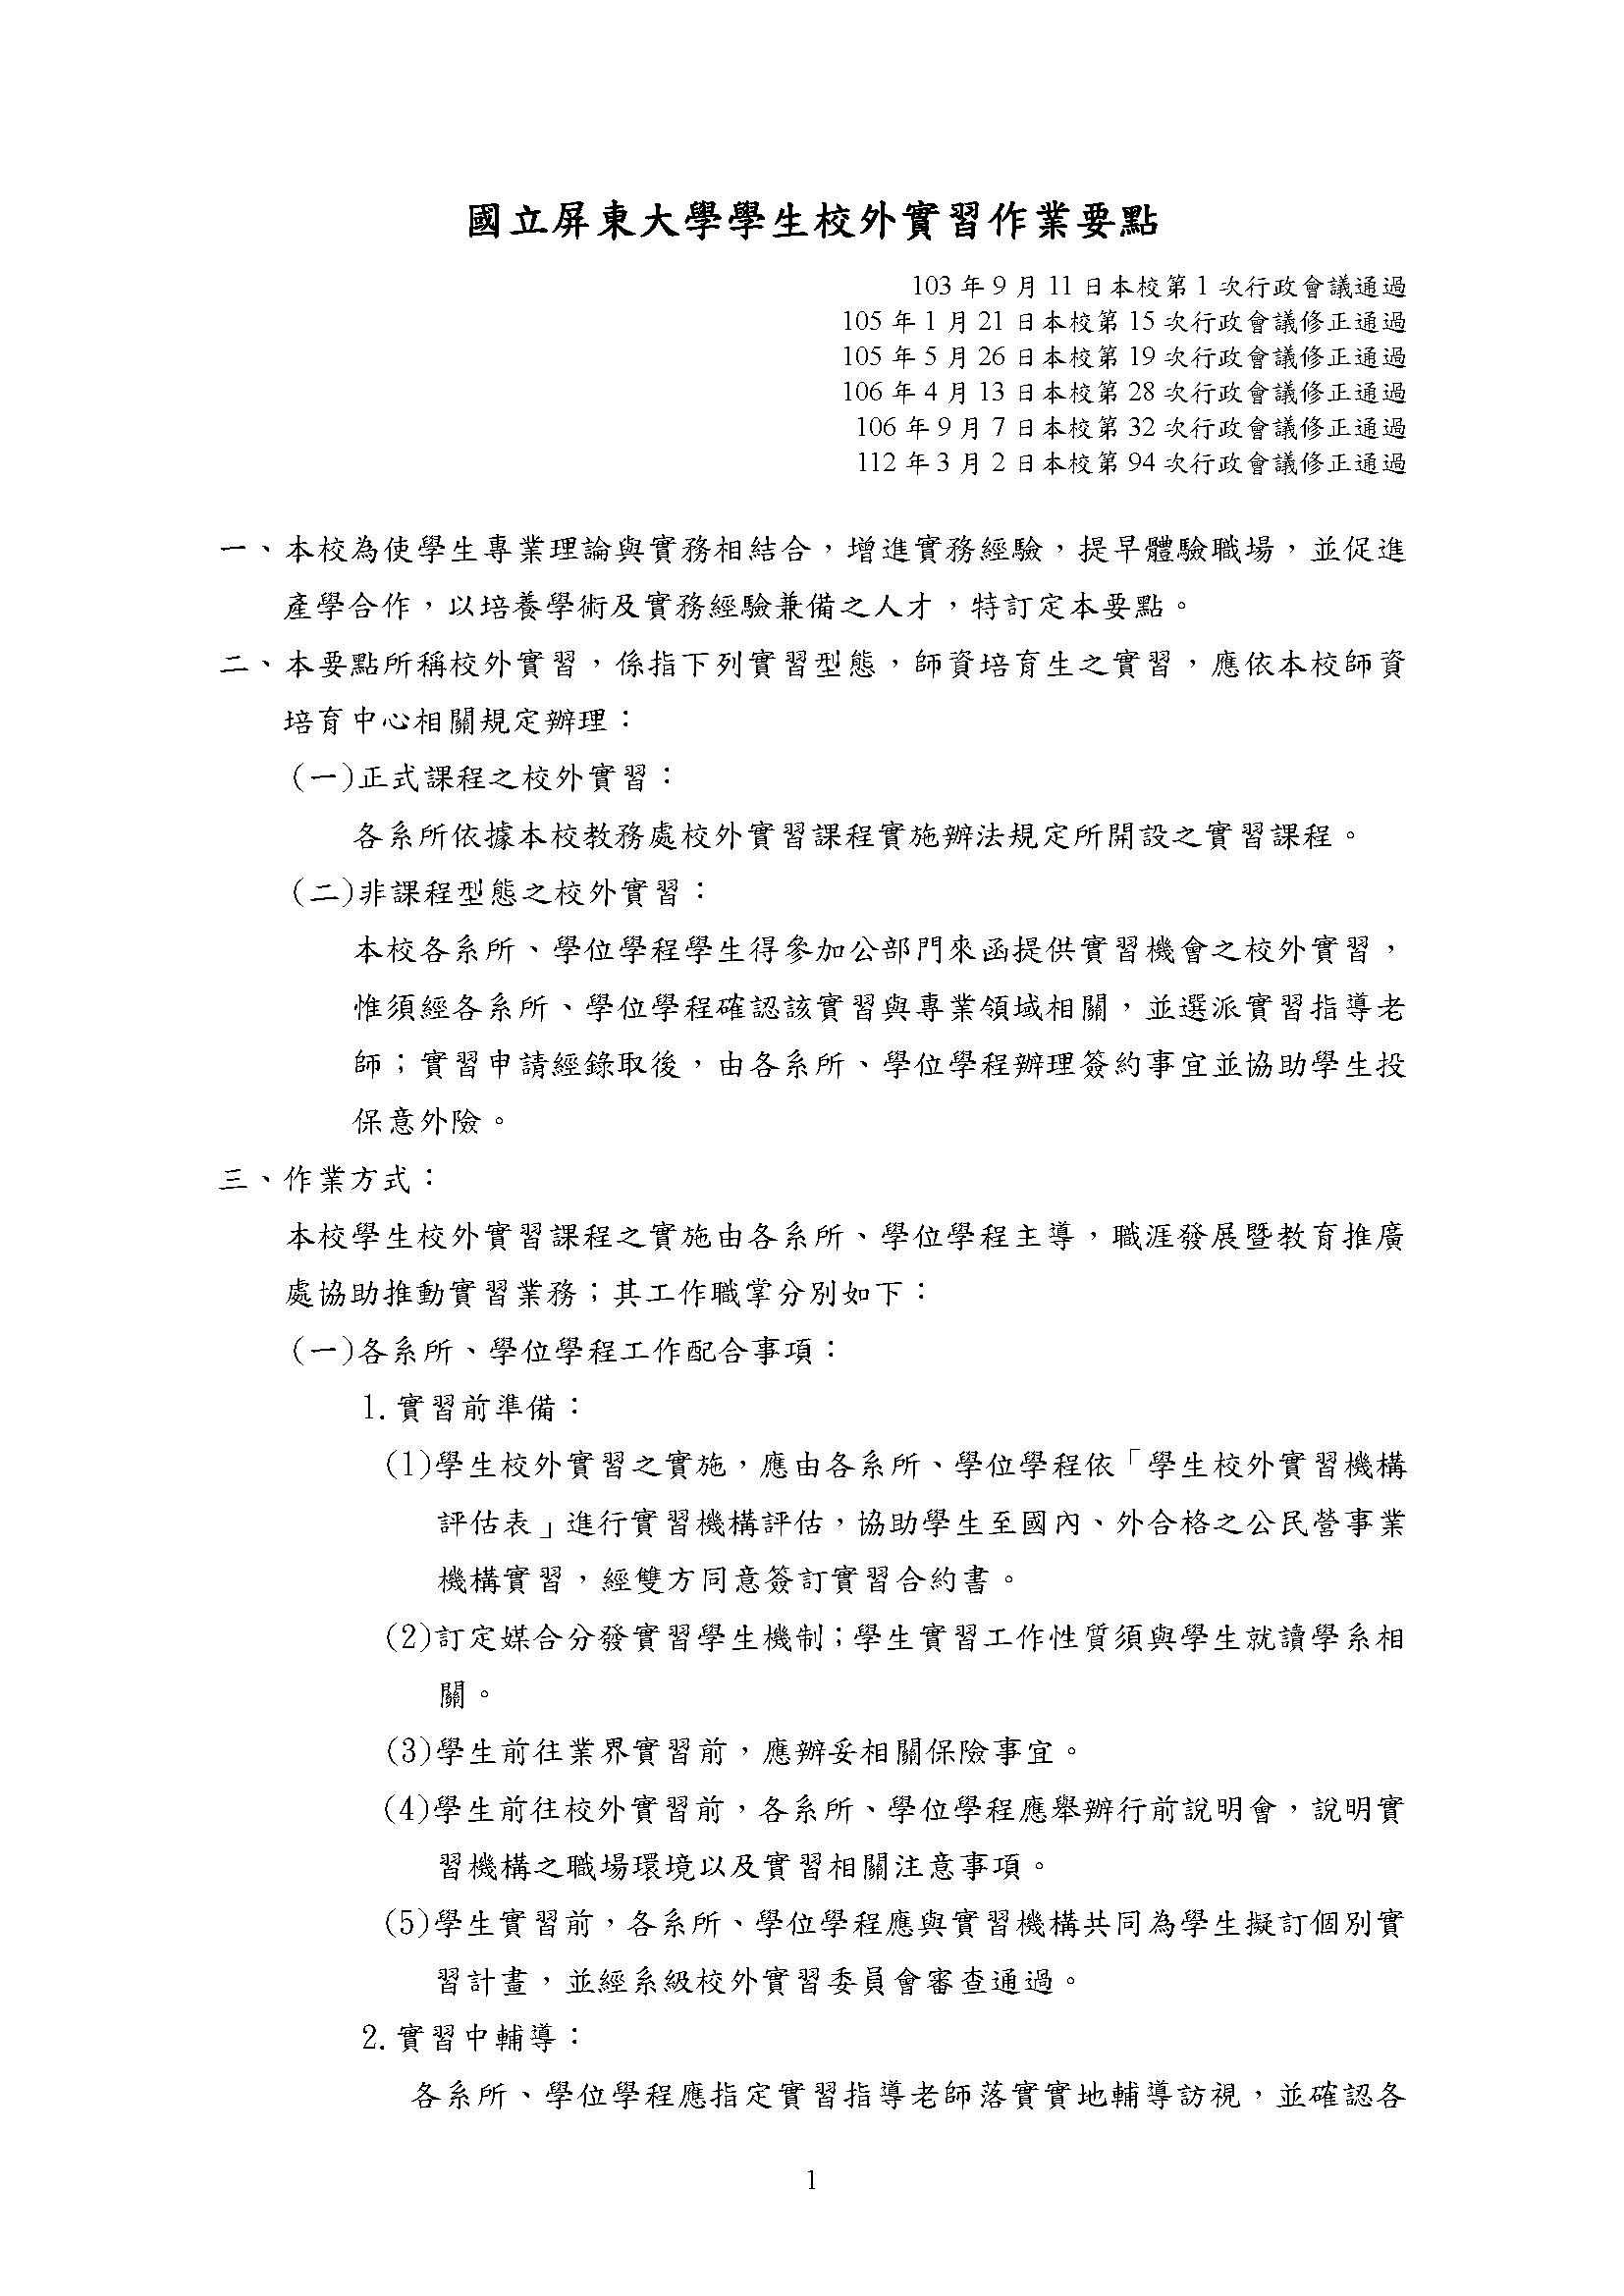 國立屏東大學學生校外實習作業要點
103 年 9 月 11 日本校第 1 次行政會議通過
105 年 1 月 21 日本校第 15 次行政會議修正通過
105 年 5 月 26 日本校第 19 次行政會議修正通過
106 年 4 月 13 日本校第 28 次行政會議修正通過
106 年 9 月 7 日本校第 32 次行政會議修正通過
112 年 3 月 2 日本校第 94 次行政會議修正通過
一、本校為使學生專業理論與實務相結合，增進實務經驗，提早體驗職場，並促進
產學合作，以培養學術及實務經驗兼備之人才，特訂定本要點。
二、本要點所稱校外實習，係指下列實習型態，師資培育生之實習，應依本校師資
培育中心相關規定辦理：
(一)正式課程之校外實習：
各系所依據本校教務處校外實習課程實施辦法規定所開設之實習課程。
(二)非課程型態之校外實習：
本校各系所、學位學程學生得參加公部門來函提供實習機會之校外實習，
惟須經各系所、學位學程確認該實習與專業領域相關，並選派實習指導老
師；實習申請經錄取後，由各系所、學位學程辦理簽約事宜並協助學生投
保意外險。
三、作業方式：
本校學生校外實習課程之實施由各系所、學位學程主導，職涯發展暨教育推廣
處協助推動實習業務；其工作職掌分別如下：
(一)各系所、學位學程工作配合事項：
1.實習前準備：
(1)學生校外實習之實施，應由各系所、學位學程依「學生校外實習機構
評估表」進行實習機構評估，協助學生至國內、外合格之公民營事業
機構實習，經雙方同意簽訂實習合約書。
(2)訂定媒合分發實習學生機制；學生實習工作性質須與學生就讀學系相
關。
(3)學生前往業界實習前，應辦妥相關保險事宜。
(4)學生前往校外實習前，各系所、學位學程應舉辦行前說明會，說明實
習機構之職場環境以及實習相關注意事項。
(5)學生實習前，各系所、學位學程應與實習機構共同為學生擬訂個別實
習計畫，並經系級校外實習委員會審查通過。
2.實習中輔導：
各系所、學位學程應指定實習指導老師落實實地輔導訪視，並確認各
1